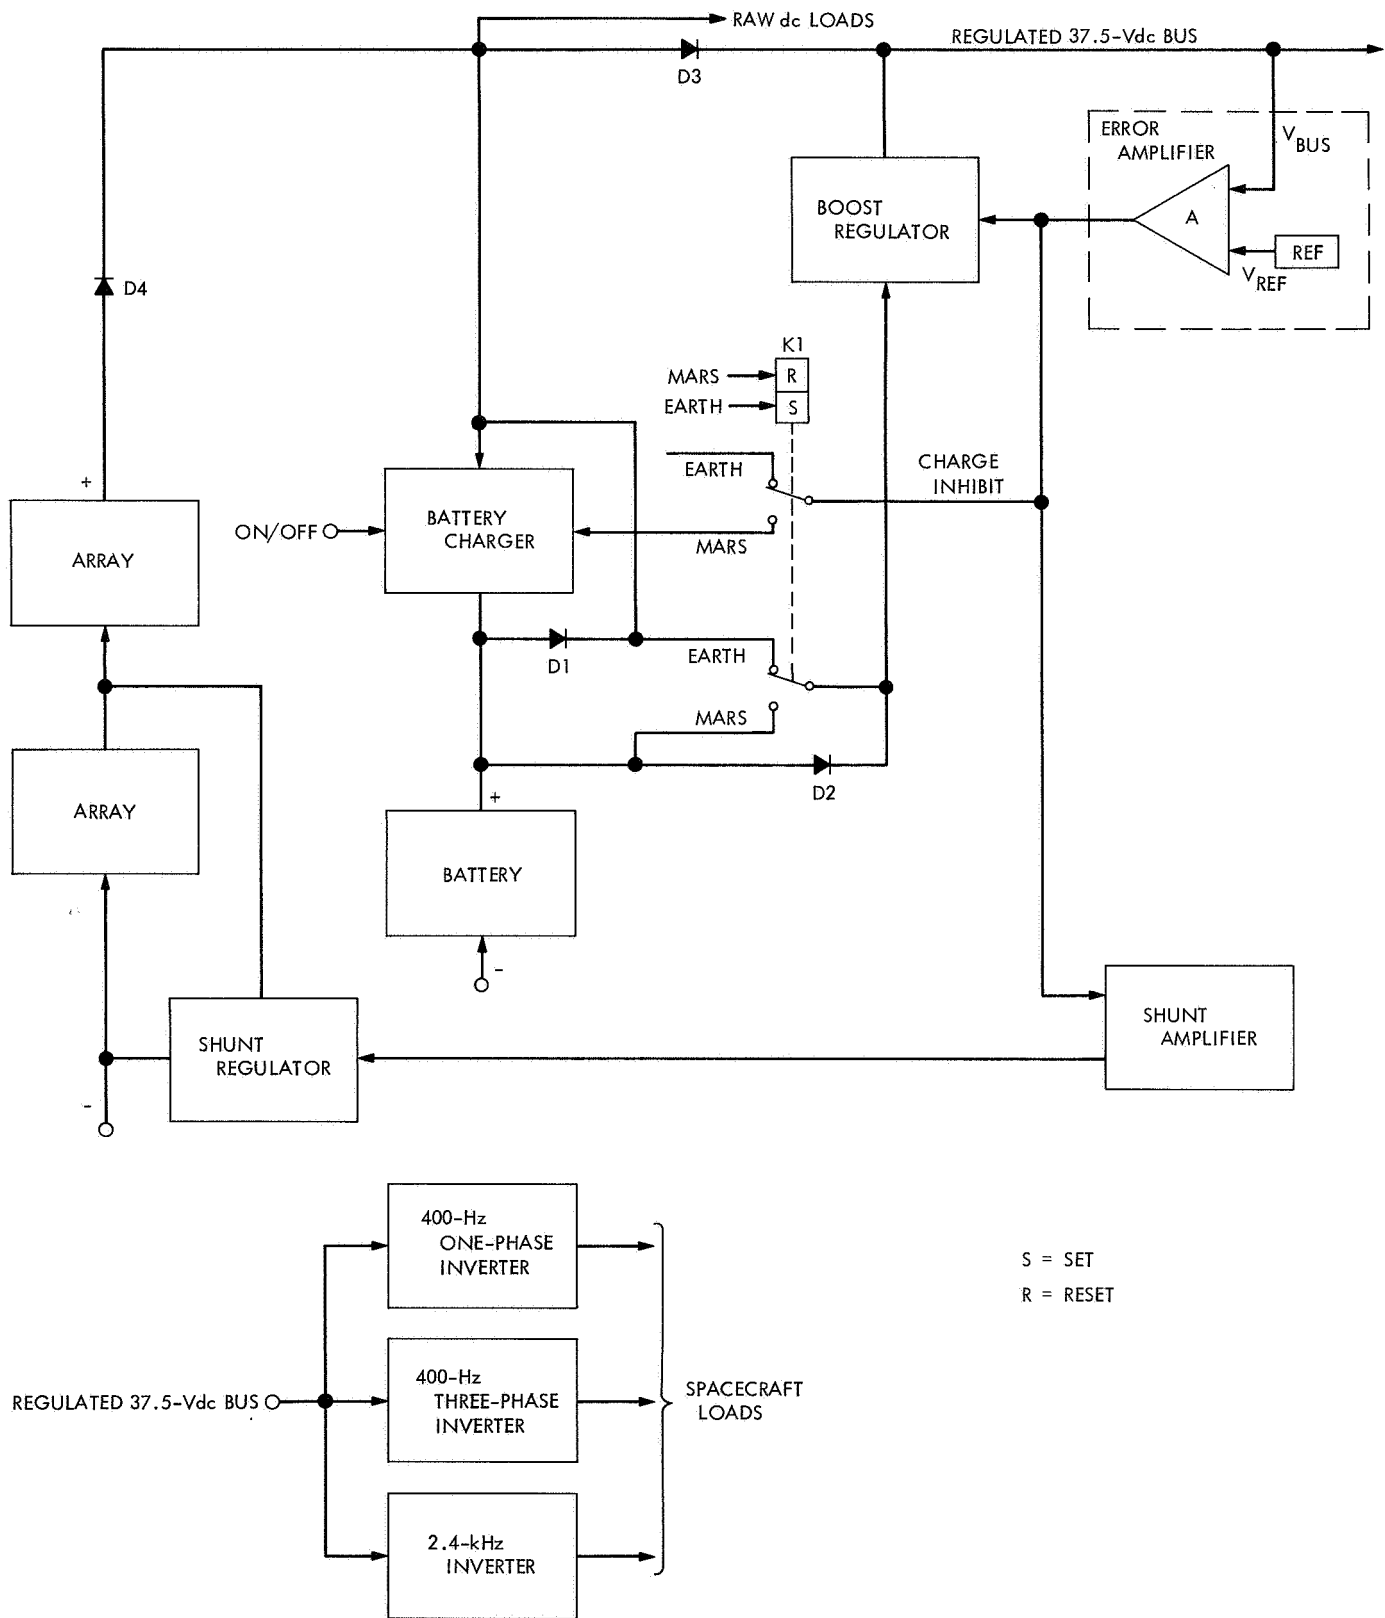 RAW dc LOADS
REGULATED 37.5-Vdc BUS
D3
ERROR
AMPLIFIER
VBUS
A
REF
VREF
BOOST
REGULATOR
D4
K1
MARS
R
EARTH
S
+
EARTH
CHARGE
INHIBIT
ARRAY
ON/OFF
BATTERY
CHARGER
MARS
D1
EARTH
MARS
D2
ARRAY
+
BATTERY
-
SHUNT
REGULATOR
SHUNT
AMPLIFIER
-
400-Hz
ONE-PHASE
INVERTER
S = SET
R = RESET
REGULATED 37.5-Vdc BUS
400-Hz
THREE-PHASE
INVERTER
SPACECRAFT
LOADS
2.4-kHz
INVERTER